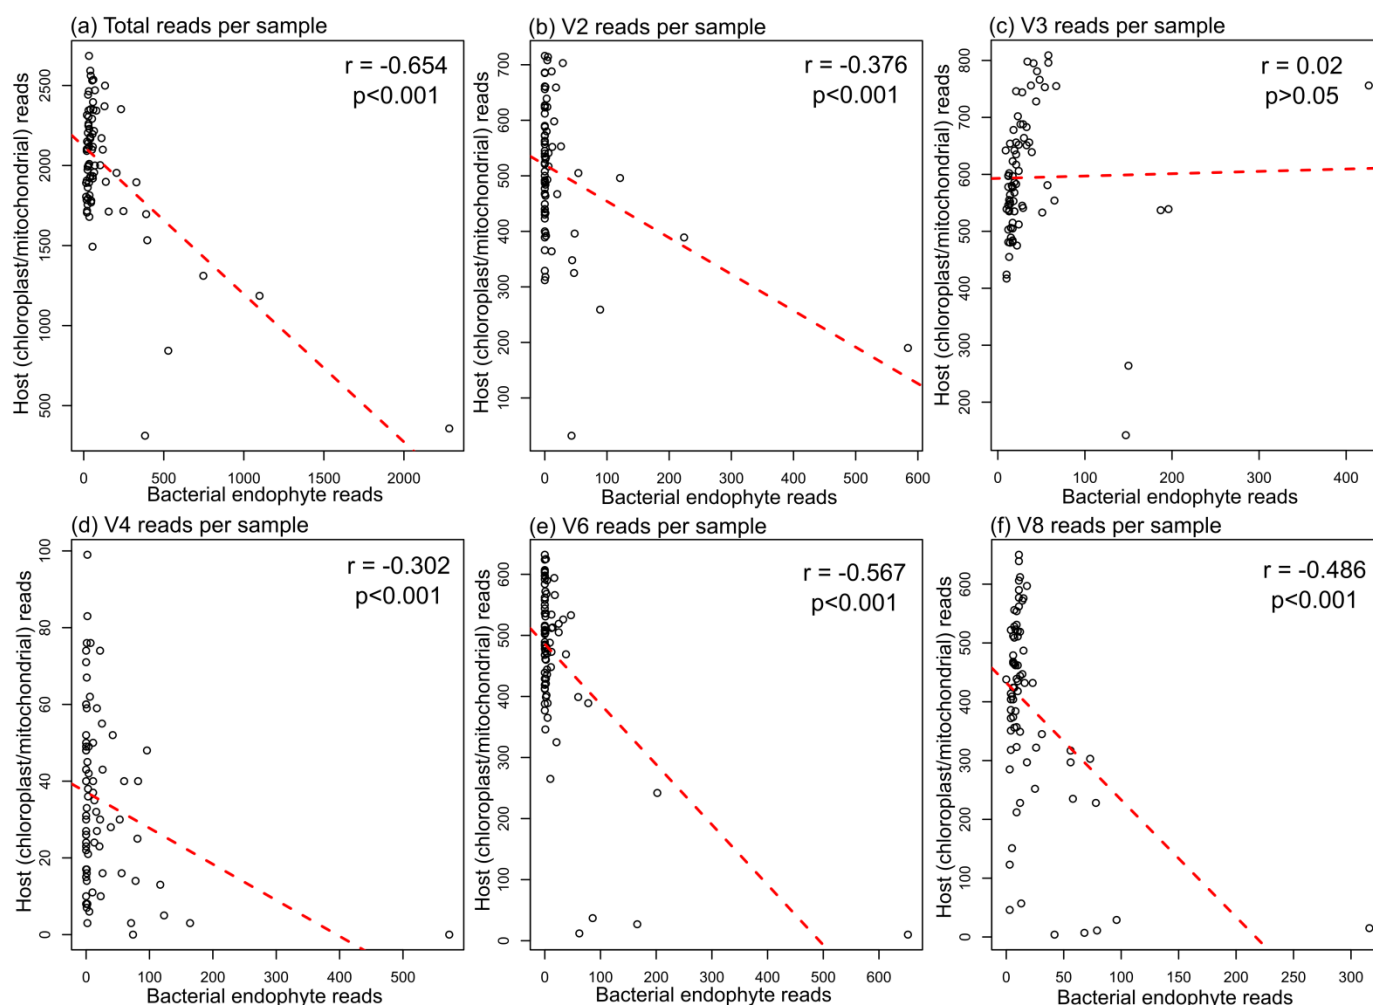 (a) Total reads per sample
r = -0.654
p<0.001
Host (chloroplast/mitochondrial) reads
500 1000 1500 2000 2500
0 500 1000 1500 2000
Bacterial endophyte reads
(b) V2 reads per sample
r = -0.376
p<0.001
Host (chloroplast/mitochondrial) reads
100 200 300 400 500 600 700
0 100 200 300 400 500 600
Bacterial endophyte reads
(c) V3 reads per sample
r = 0.02
p>0.05
Host (chloroplast/mitochondrial) reads
200 300 400 500 600 700 800
0 100 200 300 400
Bacterial endophyte reads
(d) V4 reads per sample
r = -0.302
p<0.001
Host (chloroplast/mitochondrial) reads
0 20 40 60 80 100
0 100 200 300 400 500
Bacterial endophyte reads
(e) V6 reads per sample
r = -0.567
p<0.001
Host (chloroplast/mitochondrial) reads
0 100 200 300 400 500 600
0 100 200 300 400 500 600
Bacterial endophyte reads
(f) V8 reads per sample
r = -0.486
p<0.001
Host (chloroplast/mitochondrial) reads
0 100 200 300 400 500 600
0 50 100 150 200 250 300
Bacterial endophyte reads